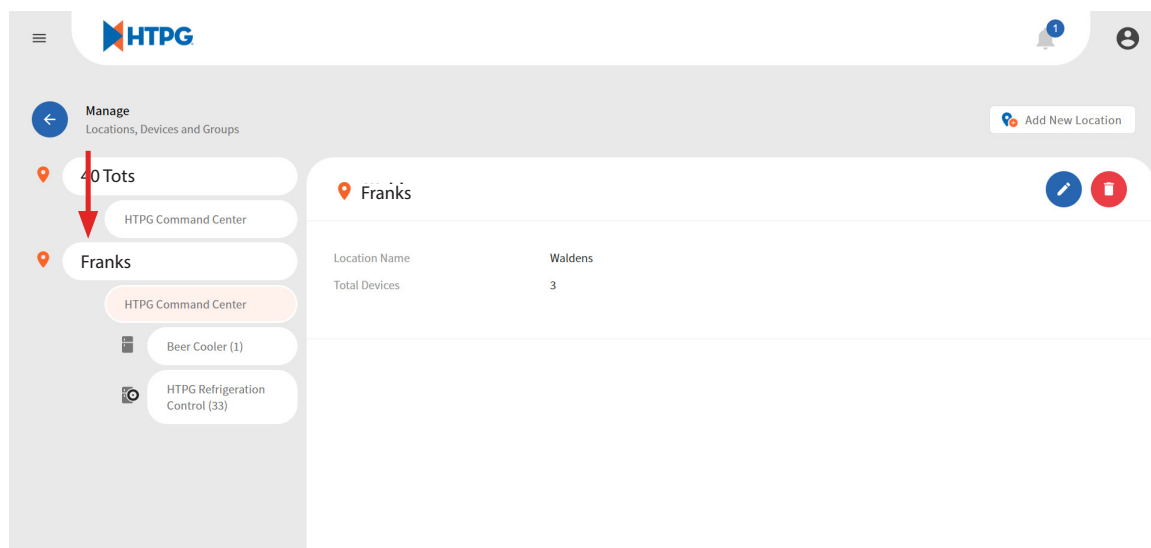 HTPG
1
Manage
Locations, Devices and Groups
Add New Location
40 Tots
HTPG Command Center
Franks
HTPG Command Center
Beer Cooler (1)
HTPG Refrigeration
Control (33)
Franks
Location Name Waldens
Total Devices 3